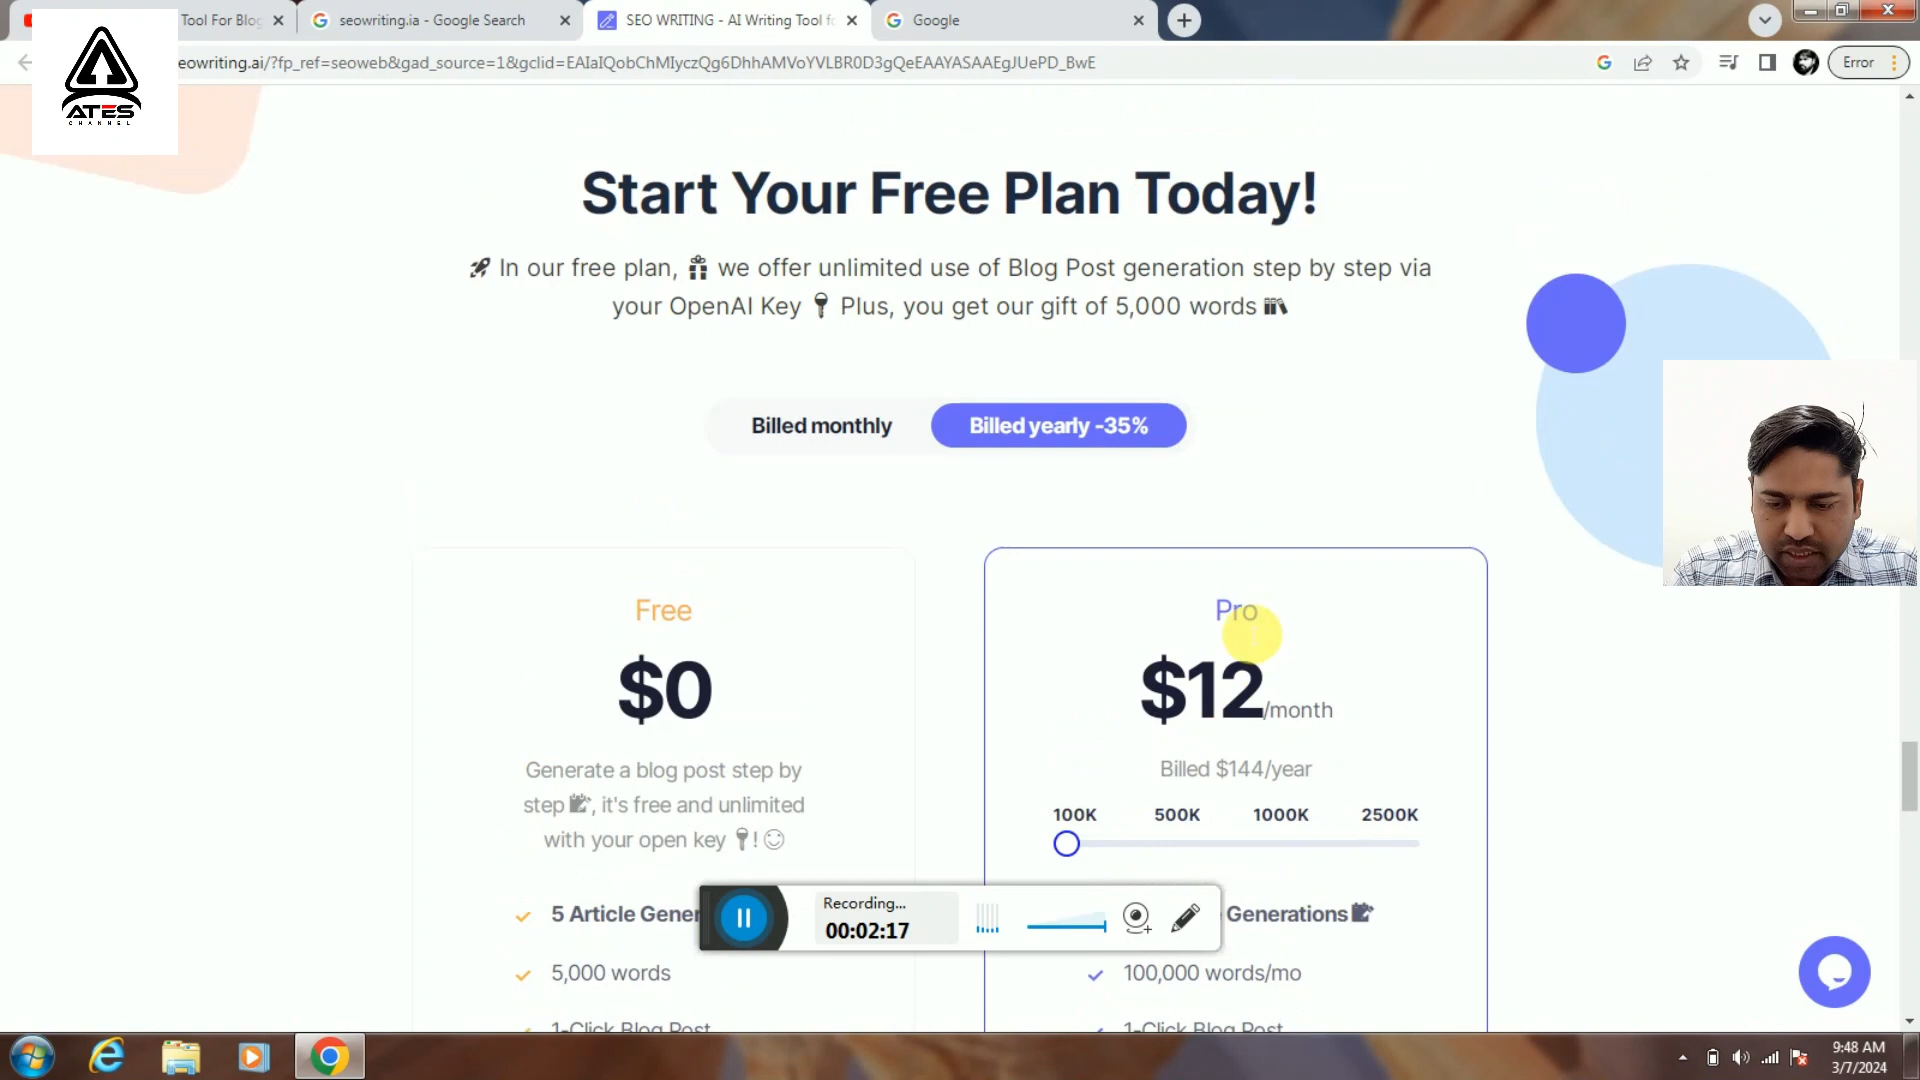 Tool For Blog
seowriting.ia - Google Search
SEO WRITING - AI Writing Tool fo
Google
eowriting.ai/?fp_ref=seoweb&gad_source=1&gclid=EAIaIQobChMIyczQg6DhhAMVoYVLBR0D3gQeEAAYASAAEgJUePD_BwE
Error
ATES
CHANNEL
Start Your Free Plan Today!
In our free plan, we offer unlimited use of Blog Post generation step by step via
your OpenAI Key Plus, you get our gift of 5,000 words
Billed monthly
Billed yearly -35%
Free
$0
Generate a blog post step by
step , it's free and unlimited
with your open key !
5 Article Gener
5,000 words
1-Click Blog Post
Pro
$12/month
Billed $144/year
100K 500K 1000K 2500K
Generations
100,000 words/mo
1-Click Blog Post
Recording...
00:02:17
9:48 AM
3/7/2024